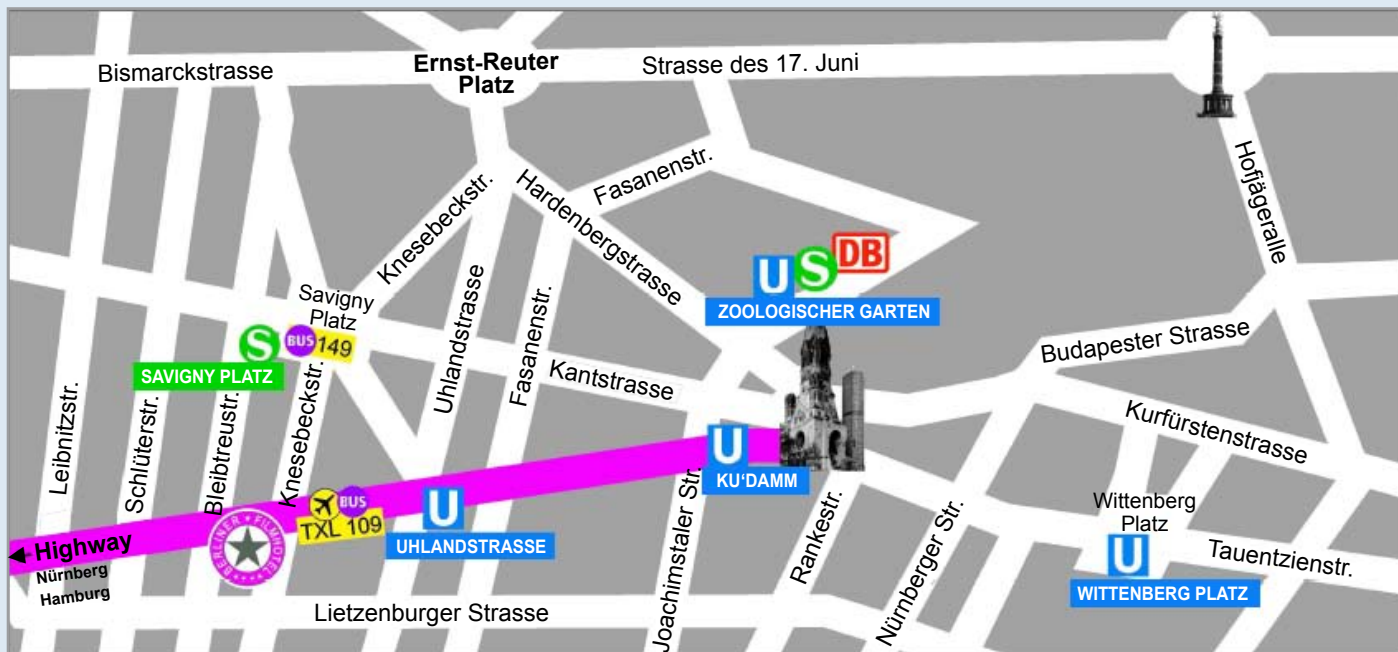 Bismarckstrasse
Ernst-Reuter
Platz
Strasse des 17. Juni
Hofjägeralle
Knesebeckstr.
Hardenbergstrasse
Fasanenstr.
U
S
DB
ZOOLOGISCHER GARTEN
Savigny
Platz
S
BUS 149
SAVIGNY PLATZ
Uhlandstrasse
Fasanenstr.
Kantstrasse
Budapester Strasse
Kurfürstenstrasse
Leibnitzstr.
Schlüterstr.
Bleibtreustr.
Knesebeckstr.
U
KU'DAMM
BUS
TXL 109
U
UHLANDSTRASSE
BERLINER FILMHOTEL
Highway
Nürnberg
Hamburg
Lietzenburger Strasse
Joachimstaler Str.
Rankestr.
Nürnberger Str.
Wittenberg
Platz
U
WITTENBERG PLATZ
Tauentzienstr.